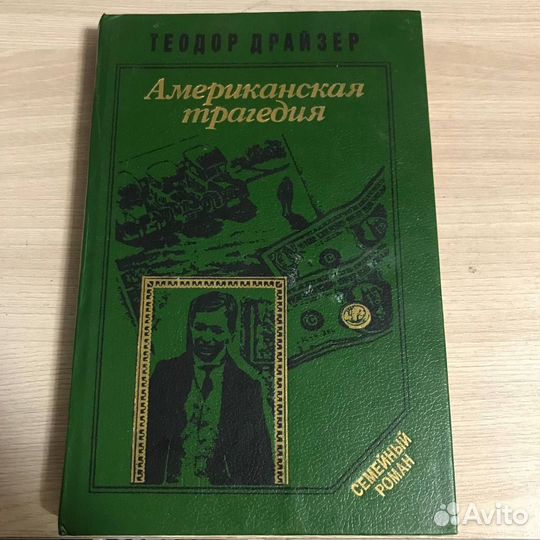 ТЕОДОР ДРАЙЗЕР
Американская
трагедия
СЕМЕЙНЫЙ
РОМАН
Avito